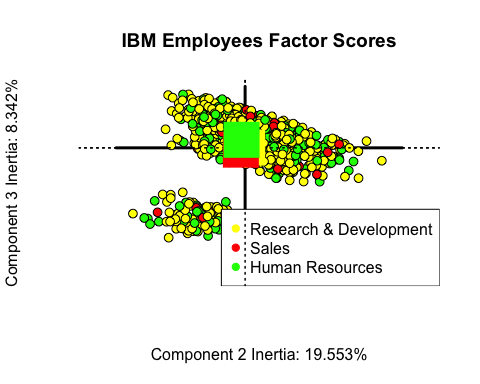 IBM Employees Factor Scores
Component 3 Inertia: 8.342%
Research & Development
Sales
Human Resources
Component 2 Inertia: 19.553%